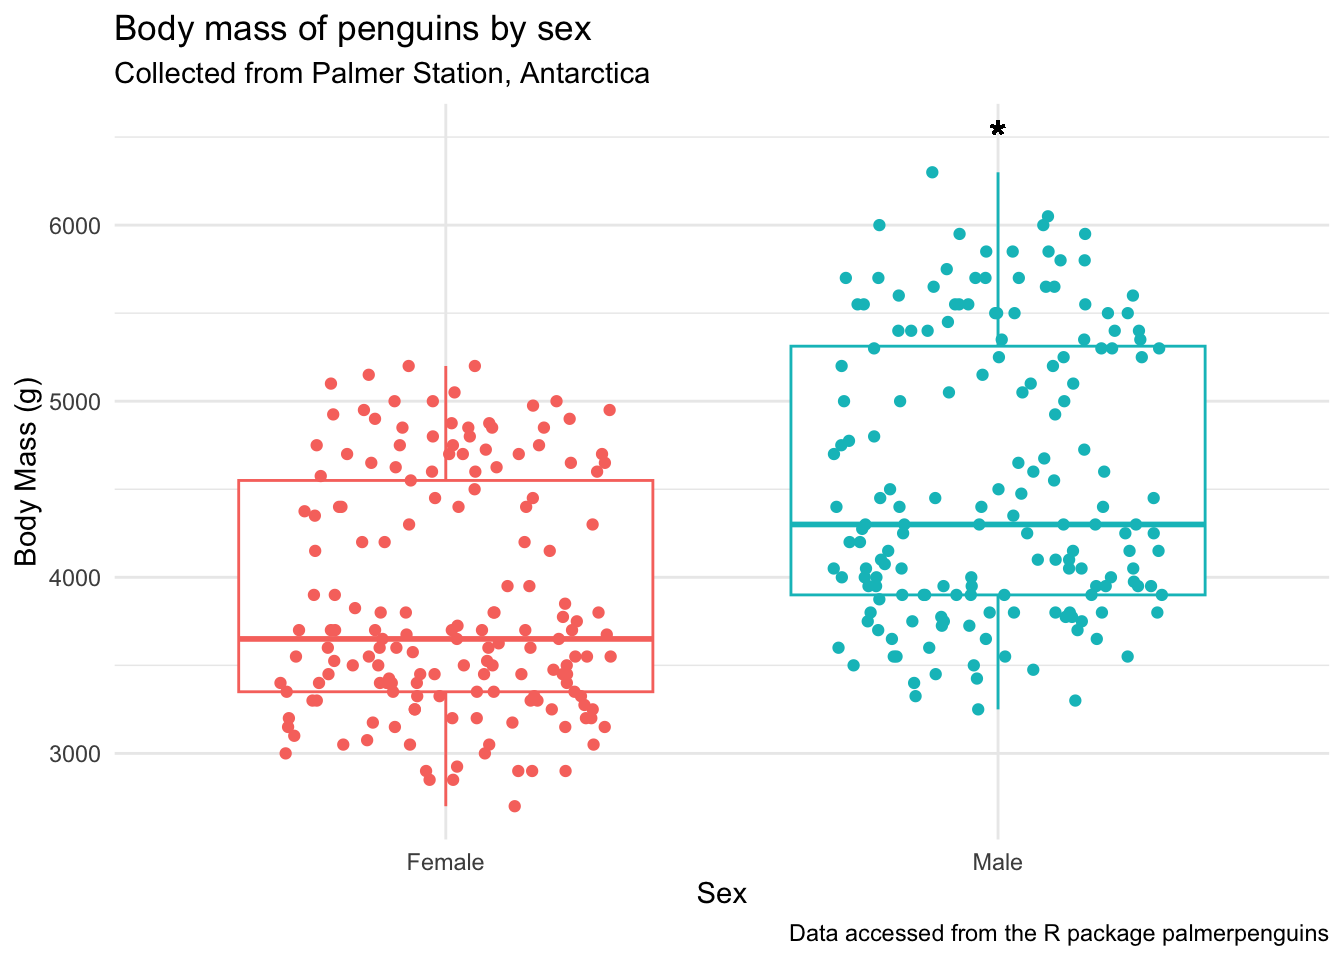 Body mass of penguins by sex
Collected from Palmer Station, Antarctica
*
6000
5000
4000
3000
Body Mass (g)
Female Male
Sex
Data accessed from the R package palmerpenguins